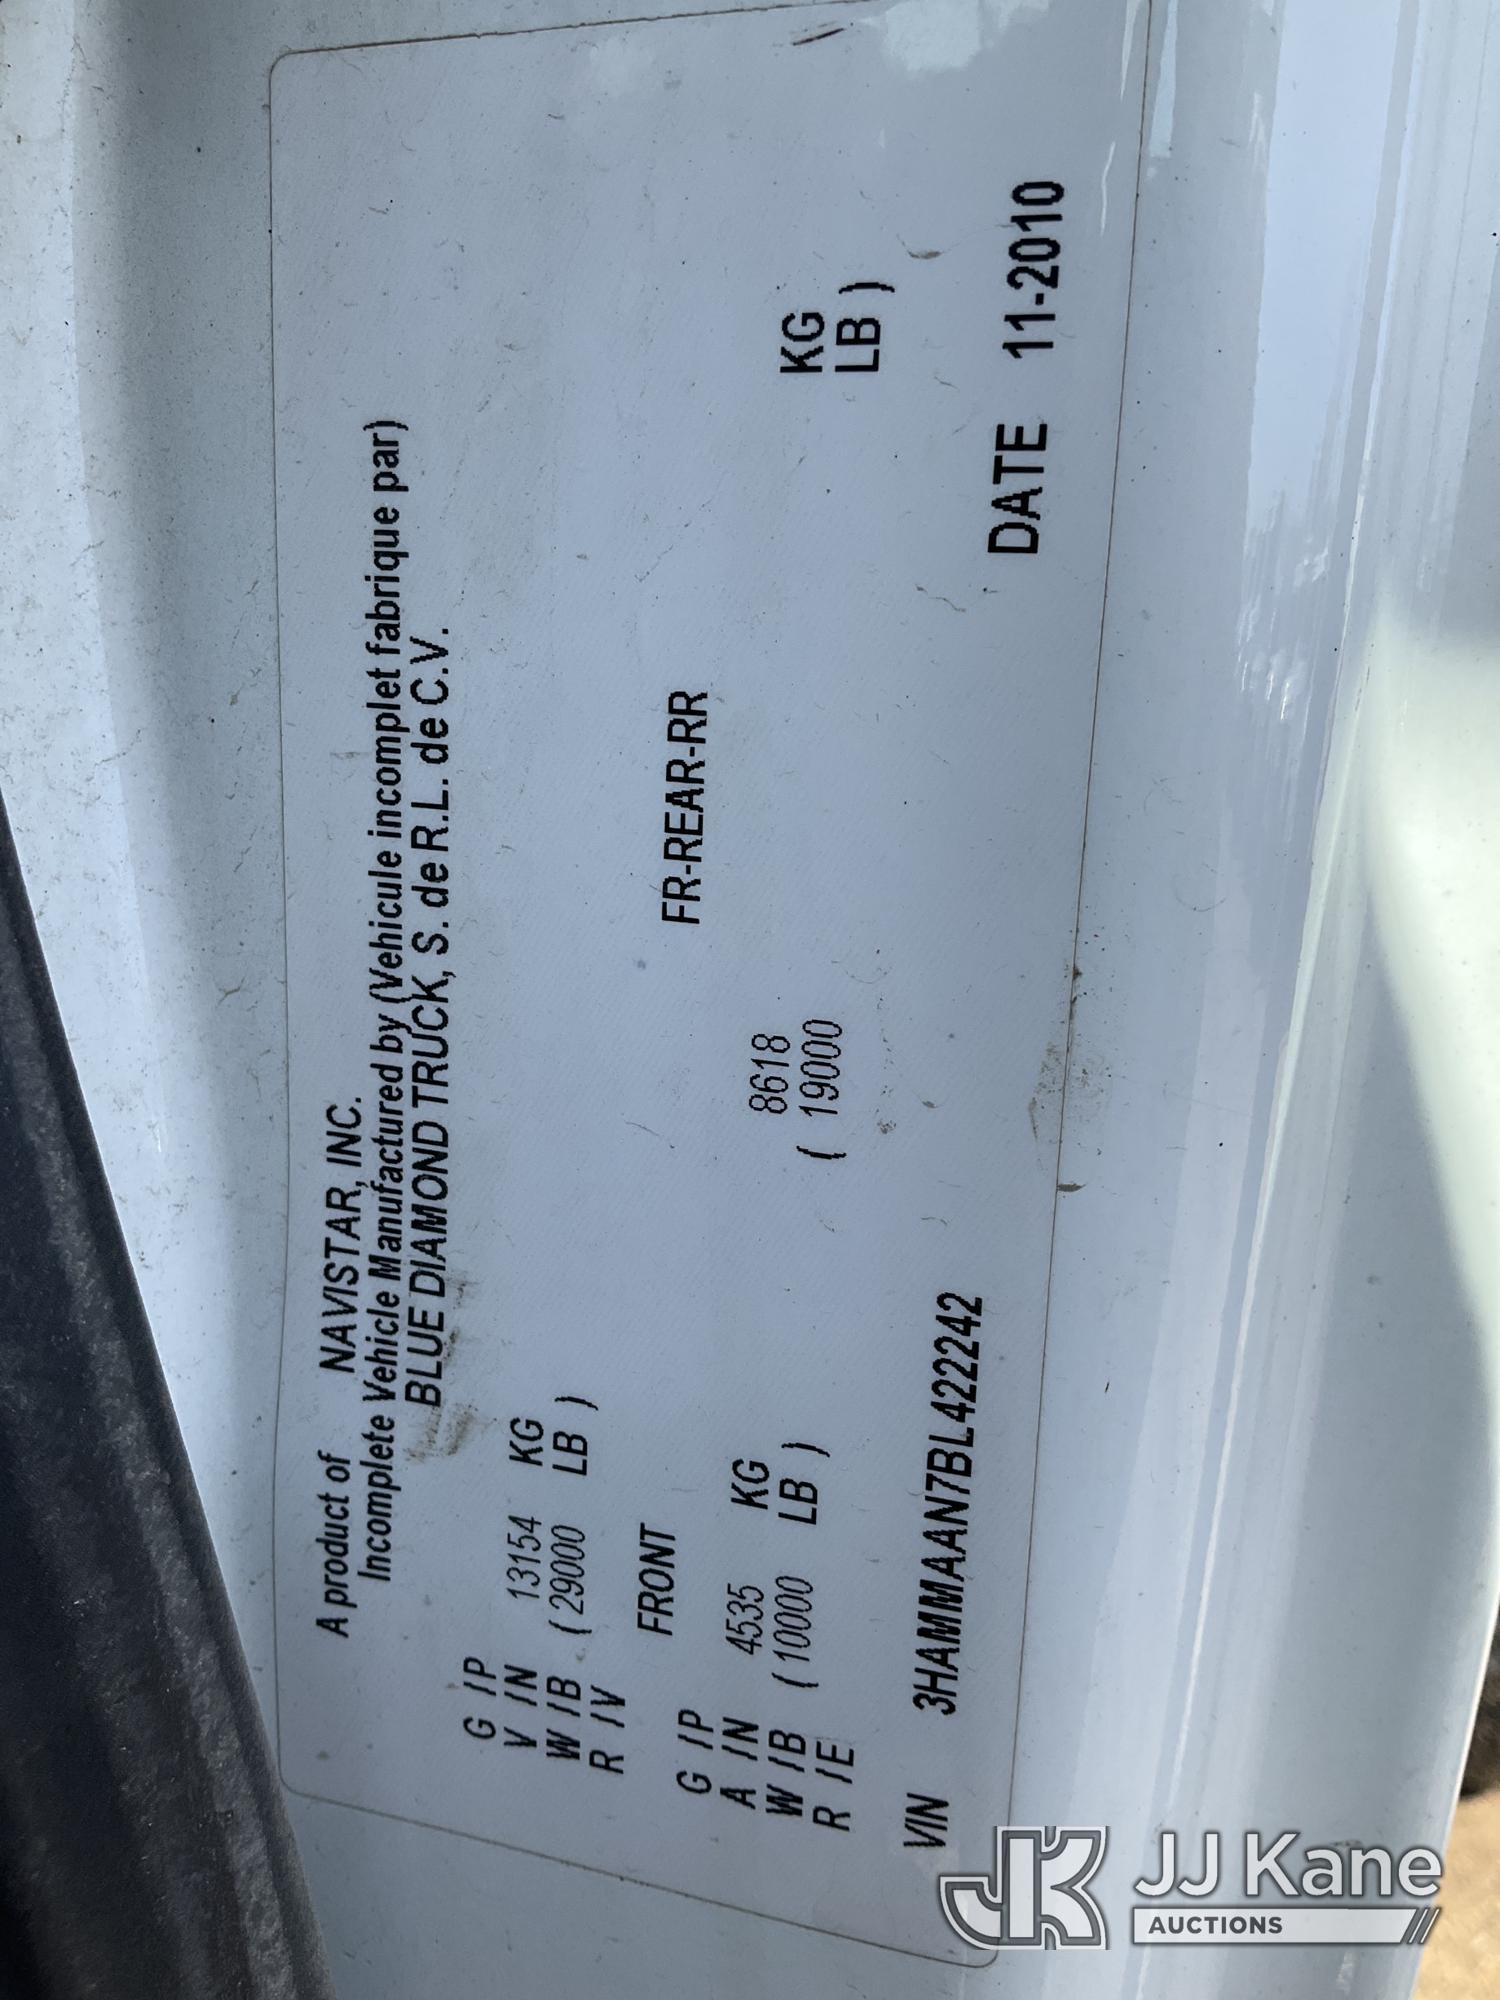 A product of NAVISTAR, INC.
Incomplete Vehicle Manufactured by (Vehicule incomplet fabrique par)
BLUE DIAMOND TRUCK, S. de R.L. de C.V.
G /P
V /N 13154 KG
W /B ( 29000 LB )
R /V
FRONT FR-REAR-RR
G /P
A /N 4535 KG 8618 KG
W /B ( 10000 LB ) ( 19000 LB )
R /E
VIN 3HAMMAAN7BL422242 DATE 11-2010
JK JJ Kane
AUCTIONS